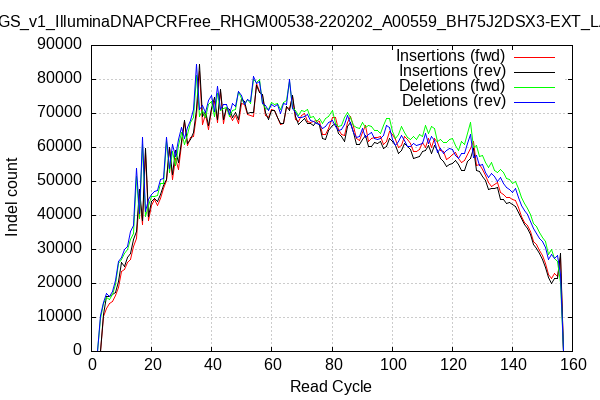 GS_v1_IlluminaDNAPCRFree_RHGM00538-220202_A00559_BH75J2DSX3-EXT_L
Insertions (fwd)
Insertions (rev)
Deletions (fwd)
Deletions (rev)
90000
80000
70000
60000
50000
40000
30000
20000
10000
0
Indel count
0 20 40 60 80 100 120 140 160
Read Cycle